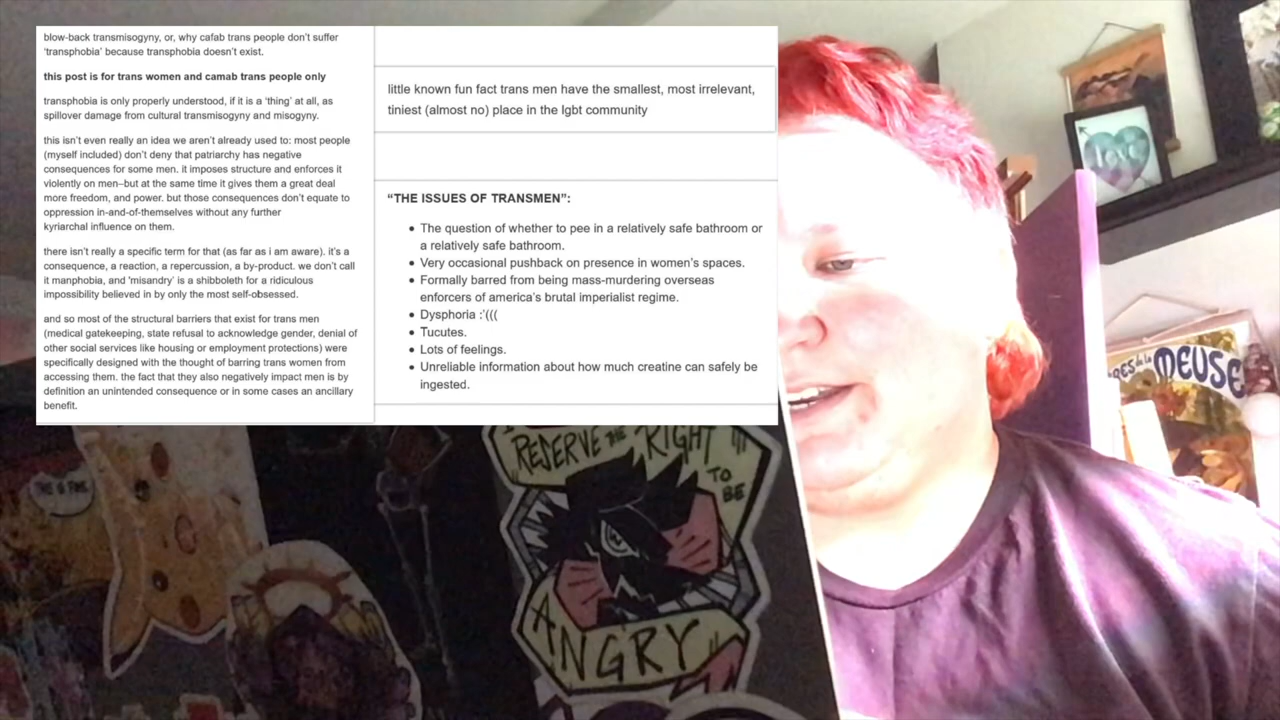 blow-back transmisogyny, or, why cafab trans people don't suffer
'transphobia' because transphobia doesn't exist.
this post is for trans women and camab trans people only
transphobia is only properly understood, if it is a 'thing' at all, as
spillover damage from cultural transmisogyny and misogyny.
this isn't even really an idea we aren't already used to: most people
(myself included) don't deny that patriarchy has negative
consequences for some men. it imposes structure and enforces it
violently on men–but at the same time it gives them a great deal
more freedom, and power. but those consequences don't equate to
oppression in-and-of-themselves without any further
kyriarchal influence on them.
there isn't really a specific term for that (as far as i am aware). it's a
consequence, a reaction, a repercussion, a by-product. we don't call
it manphobia, and 'misandry' is a shibboleth for a ridiculous
impossibility believed in by only the most self-obsessed.
and so most of the structural barriers that exist for trans men
(medical gatekeeping, state refusal to acknowledge gender, denial of
other social services like housing or employment protections) were
specifically designed with the thought of barring trans women from
accessing them. the fact that they also negatively impact men is by
definition an unintended consequence or in some cases an ancillary
benefit.
little known fun fact trans men have the smallest, most irrelevant,
tiniest (almost no) place in the lgbt community
"THE ISSUES OF TRANSMEN":
• The question of whether to pee in a relatively safe bathroom or
a relatively safe bathroom.
• Very occasional pushback on presence in women's spaces.
• Formally barred from being mass-murdering overseas
enforcers of america's brutal imperialist regime.
• Dysphoria :'(((
• Tucutes.
• Lots of feelings.
• Unreliable information about how much creatine can safely be
ingested.
RESERVE THE RIGHT
TO
BE
ANGRY
THIS IS FINE
love
RES de la
MEUSE